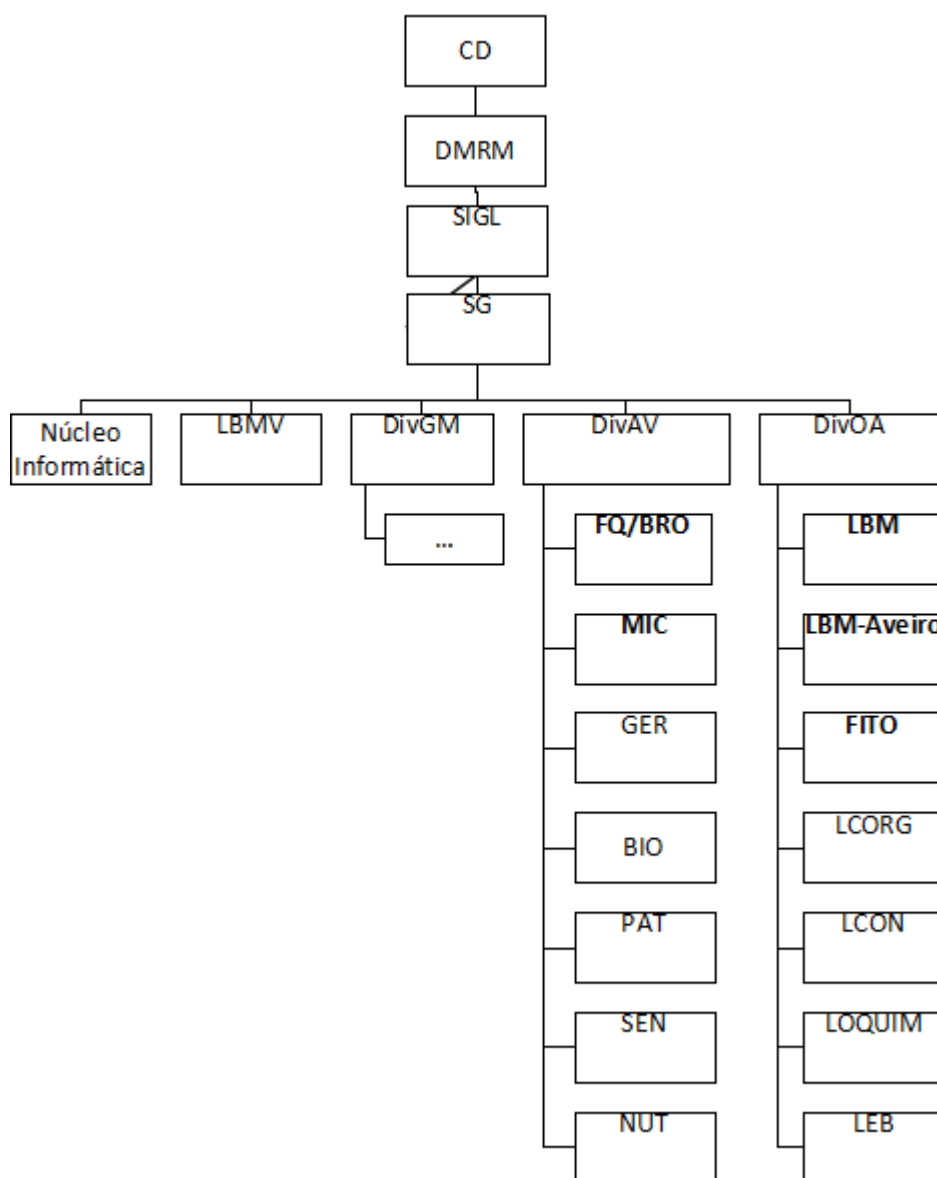 CD
DMRM
SIGL
SG
Núcleo
Informática
LBMV
DivGM
DivAV
DivOA
...
FQ/BRO
LBM
MIC
LBM-Aveiro
GER
FITO
BIO
LCORG
PAT
LCON
SEN
LOQUIM
NUT
LEB